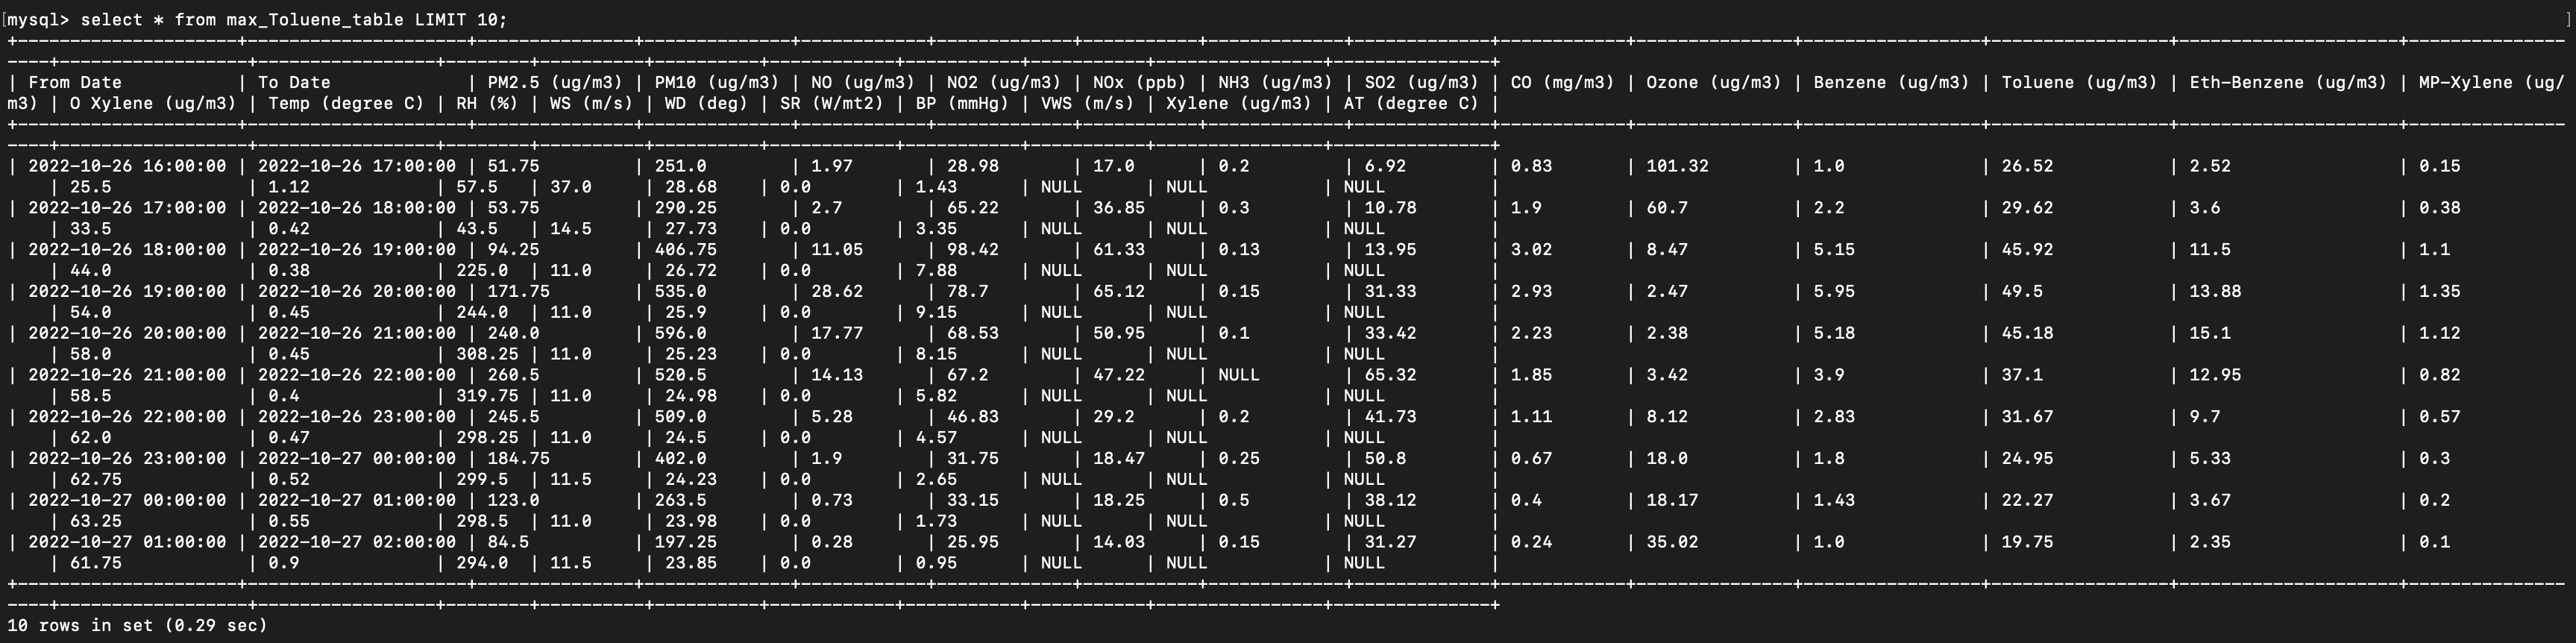 [mysql> select * from max_Toluene_table LIMIT 10; ]
+---------------------+---------------------+---------------+--------------+------------+-------------+-----------+-------------+-------------+------------+---------------+-----------------+-----------------+---------------------+---------------
----+------------------+-----------------+--------+----------+----------+------------+-----------+-----------+----------------+---------------+
| From Date           | To Date             | PM2.5 (ug/m3) | PM10 (ug/m3) | NO (ug/m3) | NO2 (ug/m3) | NOx (ppb) | NH3 (ug/m3) | SO2 (ug/m3) | CO (mg/m3) | Ozone (ug/m3) | Benzene (ug/m3) | Toluene (ug/m3) | Eth-Benzene (ug/m3) | MP-Xylene (ug/
m3) | O Xylene (ug/m3) | Temp (degree C) | RH (%) | WS (m/s) | WD (deg) | SR (W/mt2) | BP (mmHg) | VWS (m/s) | Xylene (ug/m3) | AT (degree C) |
+---------------------+---------------------+---------------+--------------+------------+-------------+-----------+-------------+-------------+------------+---------------+-----------------+-----------------+---------------------+---------------
----+------------------+-----------------+--------+----------+----------+------------+-----------+-----------+----------------+---------------+
| 2022-10-26 16:00:00 | 2022-10-26 17:00:00 | 51.75         | 251.0        | 1.97       | 28.98       | 17.0      | 0.2         | 6.92        | 0.83       | 101.32        | 1.0             | 26.52           | 2.52                | 0.15
    | 25.5             | 1.12            | 57.5   | 37.0     | 28.68    | 0.0        | 1.43      | NULL      | NULL           | NULL          |
| 2022-10-26 17:00:00 | 2022-10-26 18:00:00 | 53.75         | 290.25       | 2.7        | 65.22       | 36.85     | 0.3         | 10.78       | 1.9        | 60.7          | 2.2             | 29.62           | 3.6                 | 0.38
    | 33.5             | 0.42            | 43.5   | 14.5     | 27.73    | 0.0        | 3.35      | NULL      | NULL           | NULL          |
| 2022-10-26 18:00:00 | 2022-10-26 19:00:00 | 94.25         | 406.75       | 11.05      | 98.42       | 61.33     | 0.13        | 13.95       | 3.02       | 8.47          | 5.15            | 45.92           | 11.5                | 1.1
    | 44.0             | 0.38            | 225.0  | 11.0     | 26.72    | 0.0        | 7.88      | NULL      | NULL           | NULL          |
| 2022-10-26 19:00:00 | 2022-10-26 20:00:00 | 171.75        | 535.0        | 28.62      | 78.7        | 65.12     | 0.15        | 31.33       | 2.93       | 2.47          | 5.95            | 49.5            | 13.88               | 1.35
    | 54.0             | 0.45            | 244.0  | 11.0     | 25.9     | 0.0        | 9.15      | NULL      | NULL           | NULL          |
| 2022-10-26 20:00:00 | 2022-10-26 21:00:00 | 240.0         | 596.0        | 17.77      | 68.53       | 50.95     | 0.1         | 33.42       | 2.23       | 2.38          | 5.18            | 45.18           | 15.1                | 1.12
    | 58.0             | 0.45            | 308.25 | 11.0     | 25.23    | 0.0        | 8.15      | NULL      | NULL           | NULL          |
| 2022-10-26 21:00:00 | 2022-10-26 22:00:00 | 260.5         | 520.5        | 14.13      | 67.2        | 47.22     | NULL        | 65.32       | 1.85       | 3.42          | 3.9             | 37.1            | 12.95               | 0.82
    | 58.5             | 0.4             | 319.75 | 11.0     | 24.98    | 0.0        | 5.82      | NULL      | NULL           | NULL          |
| 2022-10-26 22:00:00 | 2022-10-26 23:00:00 | 245.5         | 509.0        | 5.28       | 46.83       | 29.2      | 0.2         | 41.73       | 1.11       | 8.12          | 2.83            | 31.67           | 9.7                 | 0.57
    | 62.0             | 0.47            | 298.25 | 11.0     | 24.5     | 0.0        | 4.57      | NULL      | NULL           | NULL          |
| 2022-10-26 23:00:00 | 2022-10-27 00:00:00 | 184.75        | 402.0        | 1.9        | 31.75       | 18.47     | 0.25        | 50.8        | 0.67       | 18.0          | 1.8             | 24.95           | 5.33                | 0.3
    | 62.75            | 0.52            | 299.5  | 11.5     | 24.23    | 0.0        | 2.65      | NULL      | NULL           | NULL          |
| 2022-10-27 00:00:00 | 2022-10-27 01:00:00 | 123.0         | 263.5        | 0.73       | 33.15       | 18.25     | 0.5         | 38.12       | 0.4        | 18.17         | 1.43            | 22.27           | 3.67                | 0.2
    | 63.25            | 0.55            | 298.5  | 11.0     | 23.98    | 0.0        | 1.73      | NULL      | NULL           | NULL          |
| 2022-10-27 01:00:00 | 2022-10-27 02:00:00 | 84.5          | 197.25       | 0.28       | 25.95       | 14.03     | 0.15        | 31.27       | 0.24       | 35.02         | 1.0             | 19.75           | 2.35                | 0.1
    | 61.75            | 0.9             | 294.0  | 11.5     | 23.85    | 0.0        | 0.95      | NULL      | NULL           | NULL          |
+---------------------+---------------------+---------------+--------------+------------+-------------+-----------+-------------+-------------+------------+---------------+-----------------+-----------------+---------------------+---------------
----+------------------+-----------------+--------+----------+----------+------------+-----------+-----------+----------------+---------------+
10 rows in set (0.29 sec)